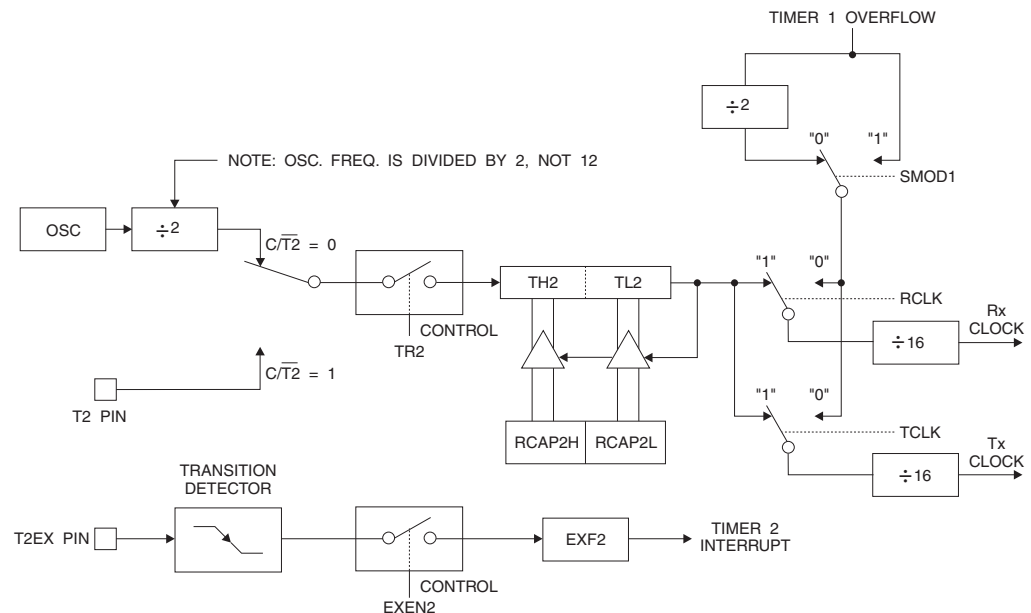 TIMER 1 OVERFLOW
÷2
"0"
"1"
NOTE: OSC. FREQ. IS DIVIDED BY 2, NOT 12
SMOD1
OSC
÷2
C/T̅2̅ = 0
"1"
"0"
TH2
TL2
RCLK
Rx
CLOCK
CONTROL
TR2
÷16
C/T̅2̅ = 1
T2 PIN
"1"
"0"
RCAP2H
RCAP2L
TCLK
Tx
CLOCK
÷16
TRANSITION
DETECTOR
T2EX PIN
EXF2
TIMER 2
INTERRUPT
CONTROL
EXEN2